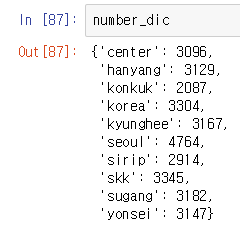 In [87]: number_dic
Out[87]: {'center': 3096,
'hanyang': 3129,
'konkuk': 2087,
'korea': 3304,
'kyunghee': 3167,
'seoul': 4764,
'sirip': 2914,
'skk': 3345,
'sugang': 3182,
'yonsei': 3147}